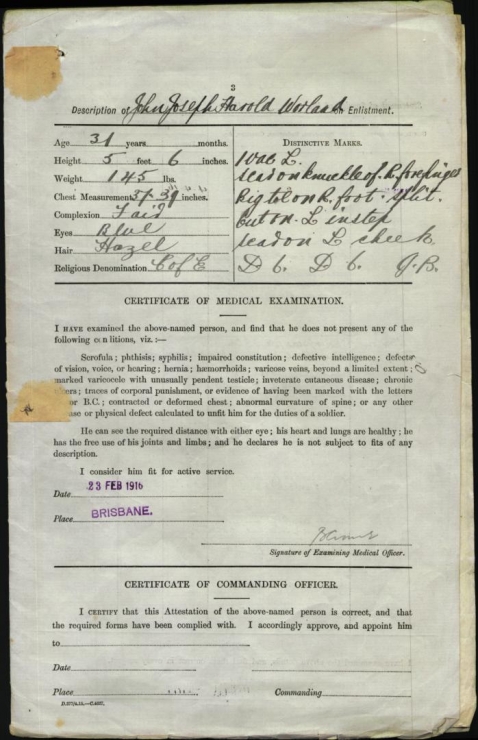 3
Description of John Joseph Harold Worland on Enlistment.
Age 31 years months.
Height 5 feet 6 inches.
Weight 145 lbs.
Chest Measurement 37-39 inches.
Complexion Fair
Eyes Blue
Hair Hazel
Religious Denomination C of E
DISTINCTIVE MARKS.
1 vac L.
scar on knuckle of R. forefinger
big toe on R. foot split.
cut on L instep
scar on L cheek
D 6. D 6. J.B.
CERTIFICATE OF MEDICAL EXAMINATION.
I HAVE examined the above-named person, and find that he does not present any of the
following conditions, viz.:—
Scrofula; phthisis; syphilis; impaired constitution; defective intelligence; defects
of vision, voice, or hearing; hernia; hæmorrhoids; varicose veins, beyond a limited extent;
marked varicocele with unusually pendent testicle; inveterate cutaneous disease; chronic
ulcers; traces of corporal punishment, or evidence of having been marked with the letters
or B.C.; contracted or deformed chest; abnormal curvature of spine; or any other
or physical defect calculated to unfit him for the duties of a soldier.
He can see the required distance with either eye; his heart and lungs are healthy; he
has the free use of his joints and limbs; and he declares he is not subject to fits of any
description.
I consider him fit for active service.
Date 23 FEB 1916
Place BRISBANE.
Signature of Examining Medical Officer.
CERTIFICATE OF COMMANDING OFFICER.
I CERTIFY that this Attestation of the above-named person is correct, and that
the required forms have been complied with. I accordingly approve, and appoint him
to
Date
Place Commanding